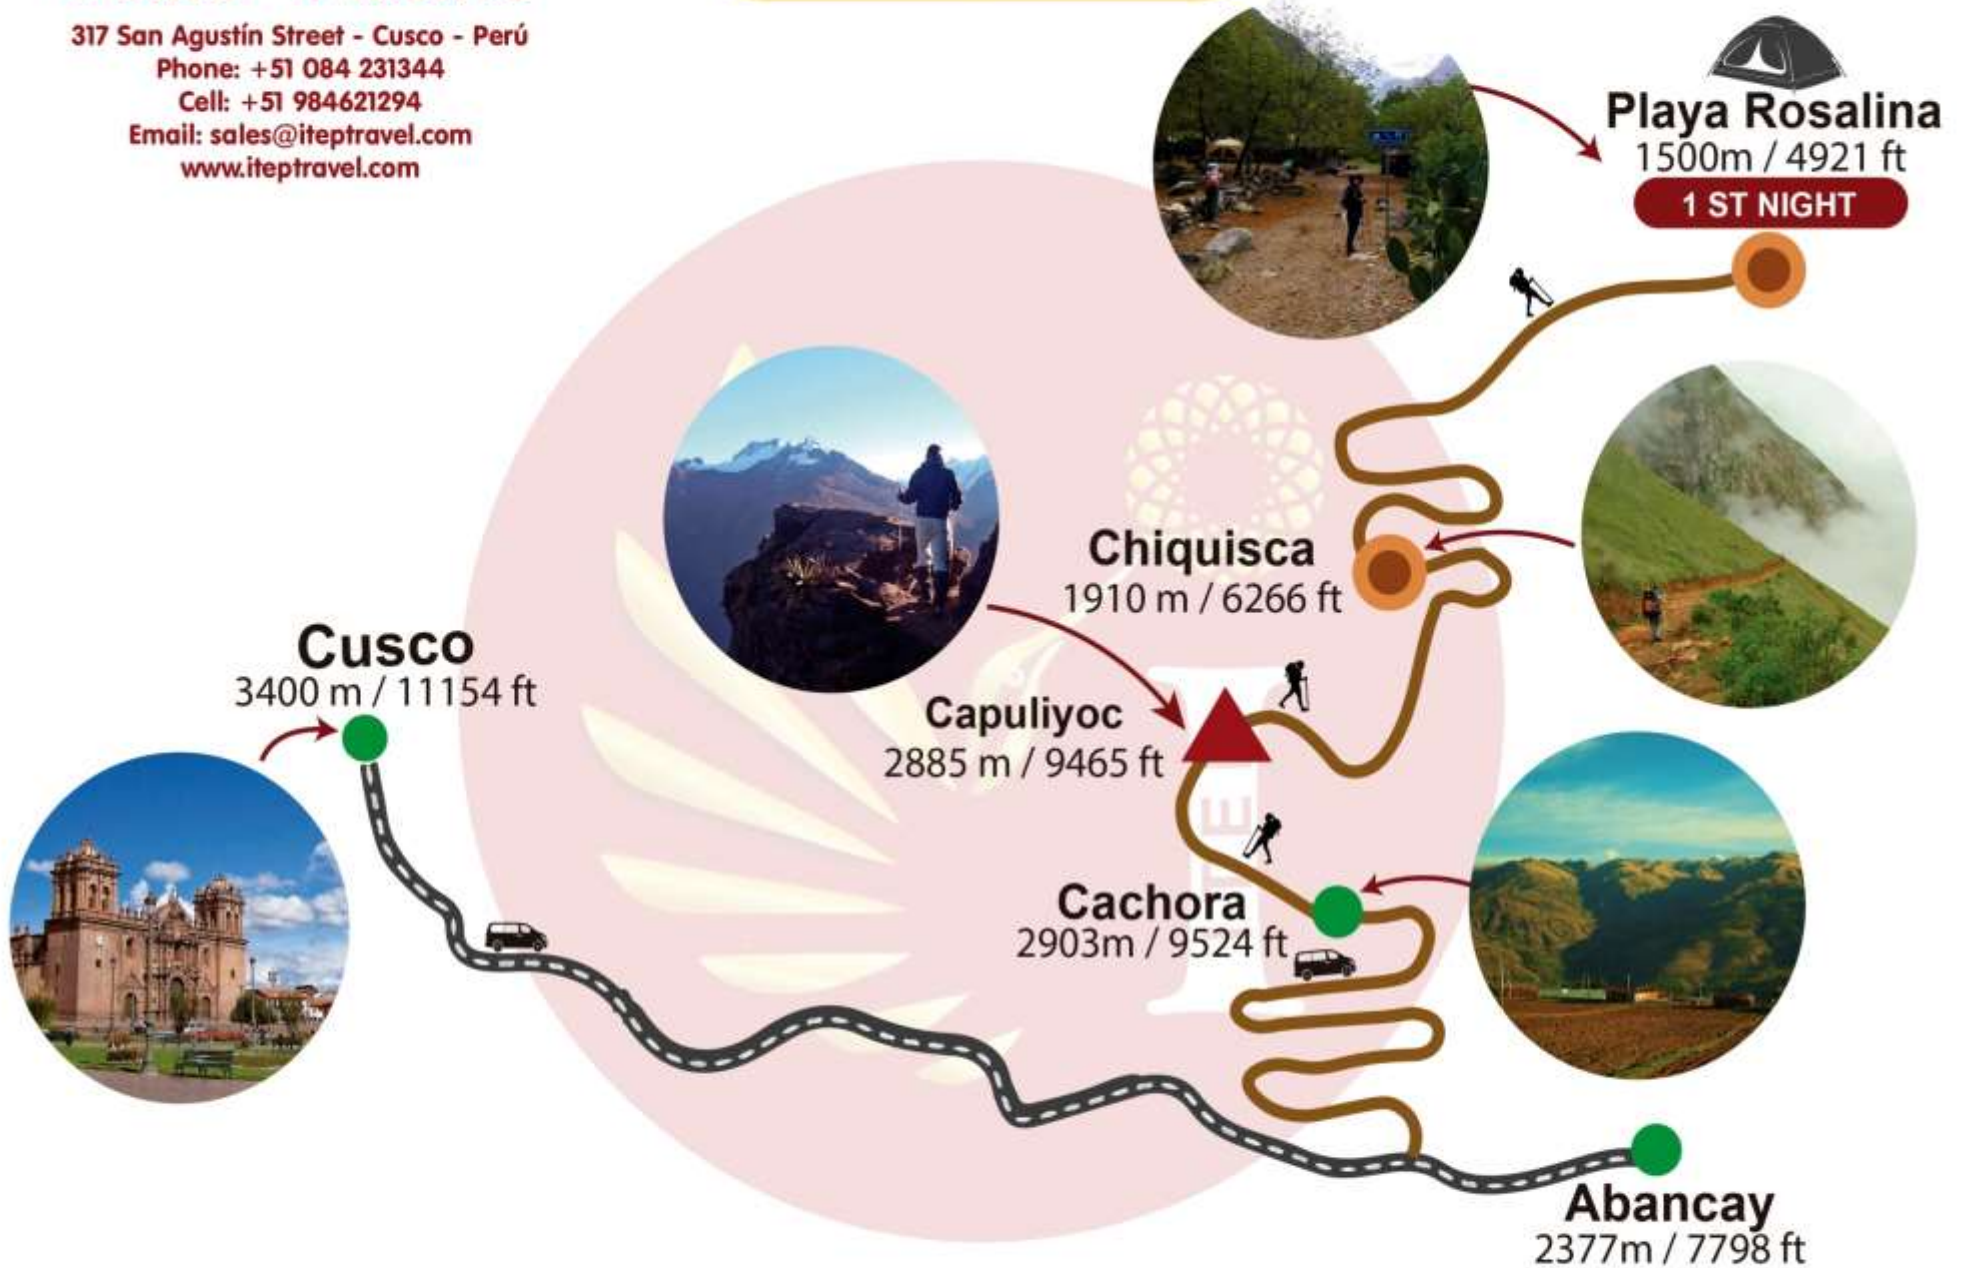 317 San Agustín Street - Cusco - Perú
Phone: +51 084 231344
Cell: +51 984621294
Email: sales@iteptravel.com
www.iteptravel.com
Playa Rosalina
1500m / 4921 ft
1 ST NIGHT
Chiquisca
1910 m / 6266 ft
Cusco
3400 m / 11154 ft
Capuliyoc
2885 m / 9465 ft
Cachora
2903m / 9524 ft
Abancay
2377m / 7798 ft